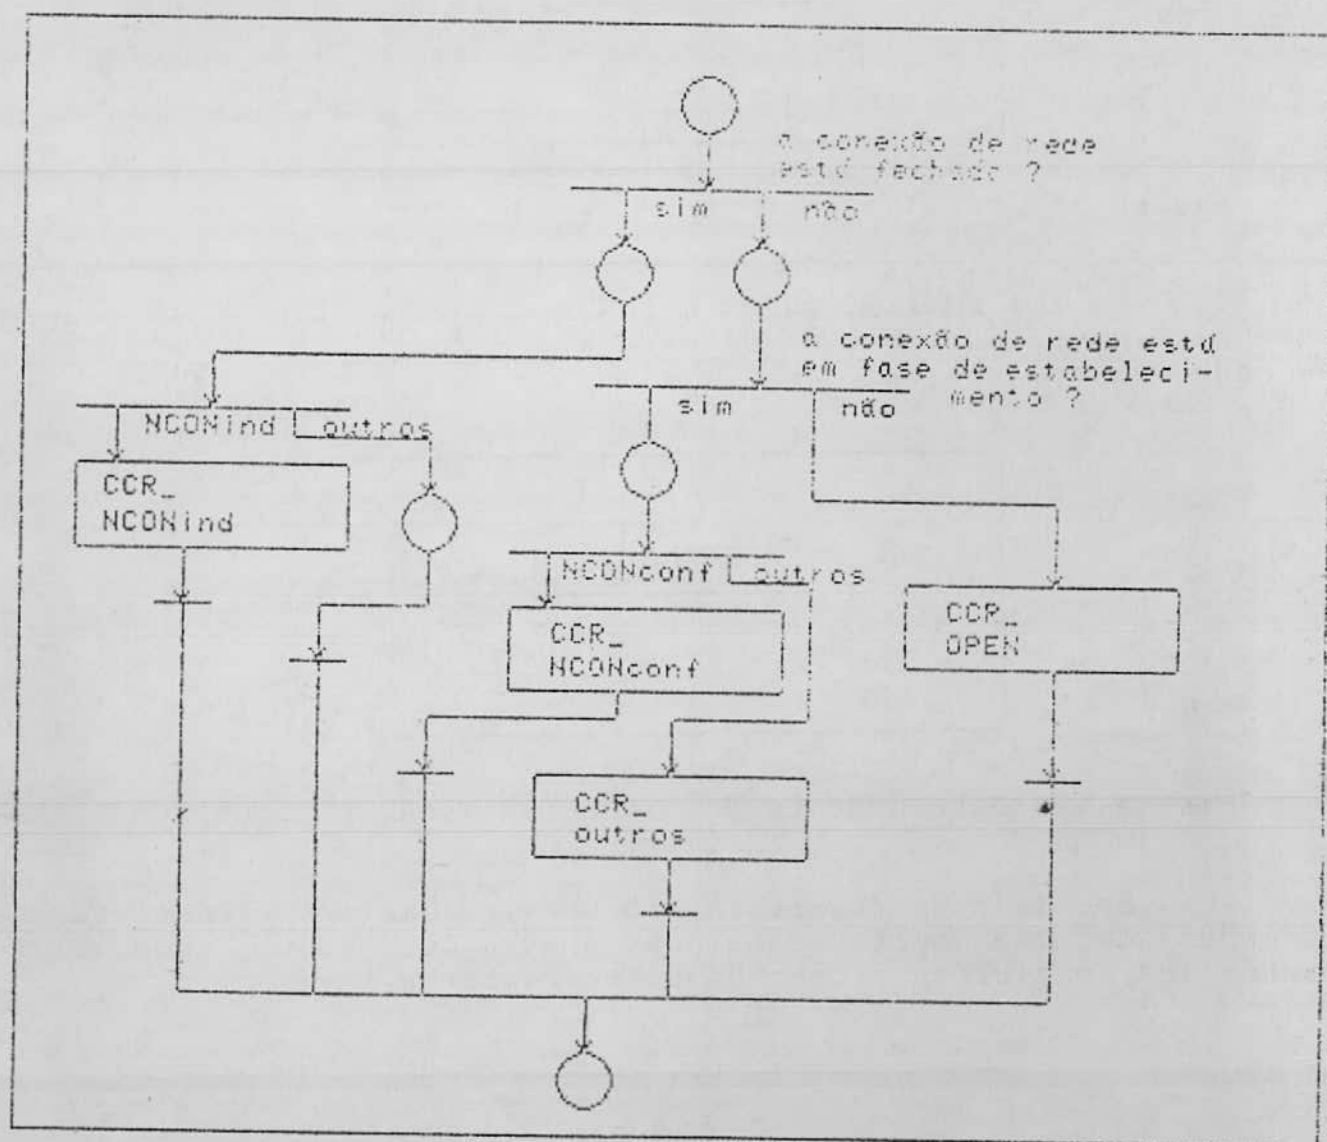 a conexão de rede
está fechada ?
sim não
a conexão de rede está
em fase de estabeleci-
mento ?
sim não
NCONind outros
CCR_
NCONind
NCONconf outros
CCR_
NCONconf
CCR_
OPEN
CCR_
outros